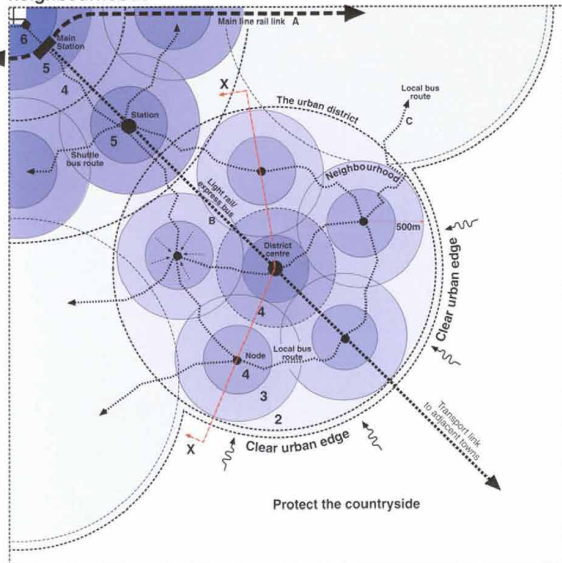 Main line rail link A
6
Main
Station
5
4
X
Local bus
route
The urban district
Station
C
5
Shuttle
bus route
Neighbourhood
Light rail/
express bus
B
500m
District
centre
Clear urban edge
4
Local bus
route
Node
4
3
2
Clear urban edge
X
Transport link
to adjacent towns
Protect the countryside